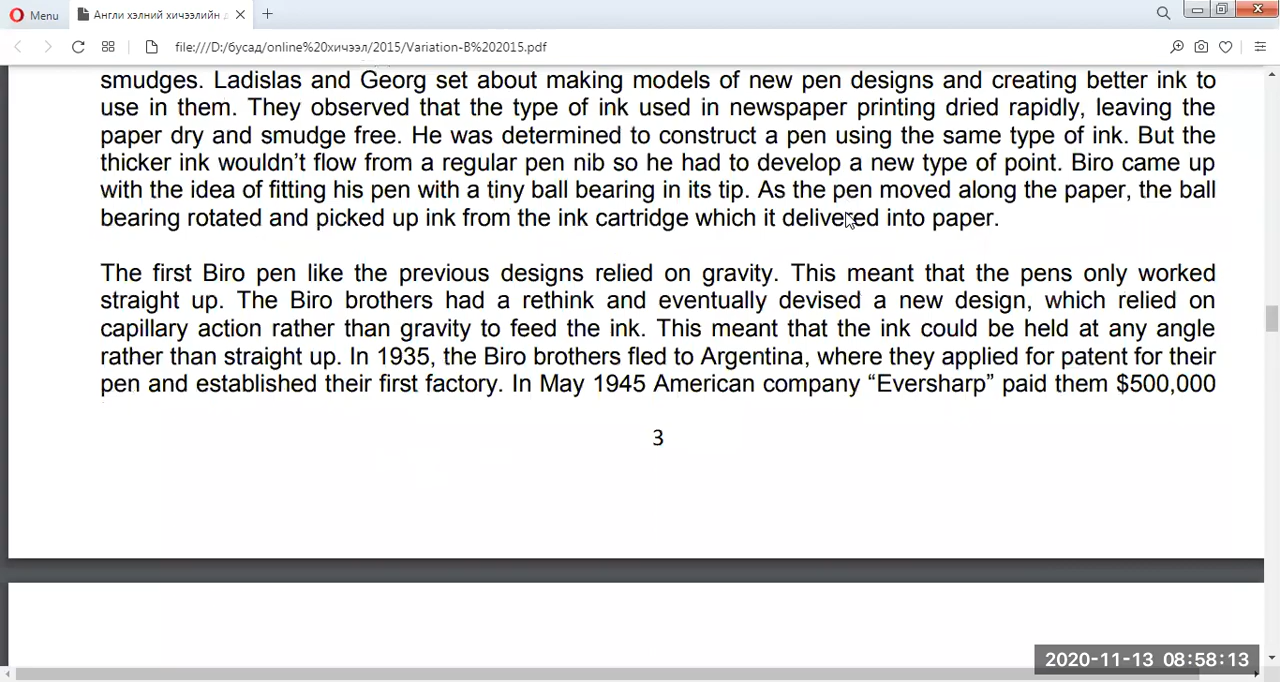 Menu
Англи хэлний хичээлийн
file:///D:/бусад/online%20хичээл/2015/Variation-B%202015.pdf
smudges. Ladislas and Georg set about making models of new pen designs and creating better ink to
use in them. They observed that the type of ink used in newspaper printing dried rapidly, leaving the
paper dry and smudge free. He was determined to construct a pen using the same type of ink. But the
thicker ink wouldn’t flow from a regular pen nib so he had to develop a new type of point. Biro came up
with the idea of fitting his pen with a tiny ball bearing in its tip. As the pen moved along the paper, the ball
bearing rotated and picked up ink from the ink cartridge which it delivered into paper.
The first Biro pen like the previous designs relied on gravity. This meant that the pens only worked
straight up. The Biro brothers had a rethink and eventually devised a new design, which relied on
capillary action rather than gravity to feed the ink. This meant that the ink could be held at any angle
rather than straight up. In 1935, the Biro brothers fled to Argentina, where they applied for patent for their
pen and established their first factory. In May 1945 American company “Eversharp” paid them $500,000
3
2020-11-13 08:58:13